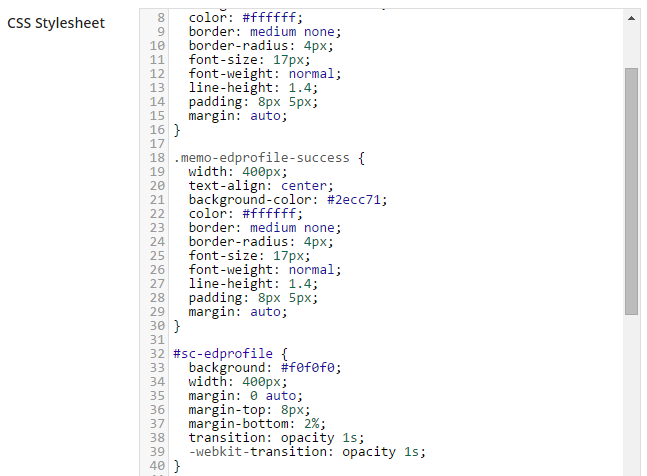 CSS Stylesheet
8 color: #ffffff;
9 border: medium none;
10 border-radius: 4px;
11 font-size: 17px;
12 font-weight: normal;
13 line-height: 1.4;
14 padding: 8px 5px;
15 margin: auto;
16 }
17
18 .memo-edprofile-success {
19 width: 400px;
20 text-align: center;
21 background-color: #2ecc71;
22 color: #ffffff;
23 border: medium none;
24 border-radius: 4px;
25 font-size: 17px;
26 font-weight: normal;
27 line-height: 1.4;
28 padding: 8px 5px;
29 margin: auto;
30 }
31
32 #sc-edprofile {
33 background: #f0f0f0;
34 width: 400px;
35 margin: 0 auto;
36 margin-top: 8px;
37 margin-bottom: 2%;
38 transition: opacity 1s;
39 -webkit-transition: opacity 1s;
40 }